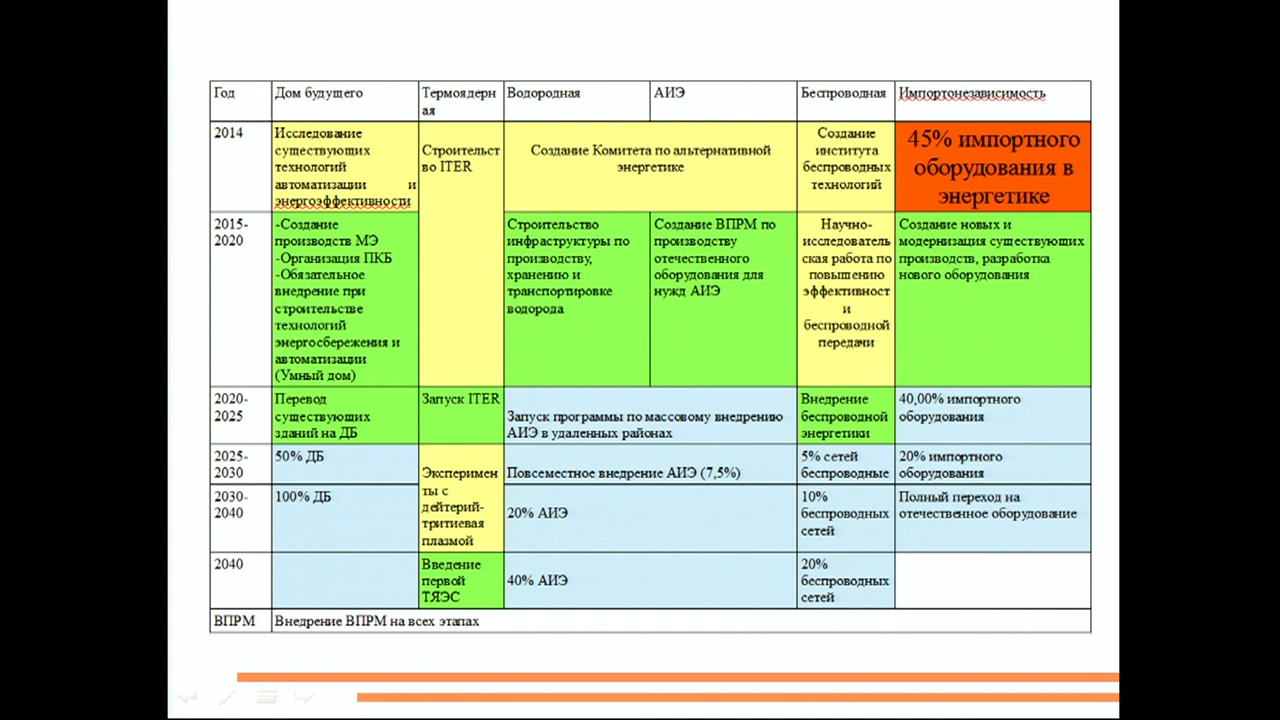 Год
Дом будущего
Термоядерн
ая
Водородная
АИЭ
Беспроводная
Импортонезависимость
2014
Исследование
существующих
технологий
автоматизации и
энергоэффективности
Строительст
во ITER
Создание Комитета по альтернативной
энергетике
Создание
института
беспроводных
технологий
45% импортного
оборудования в
энергетике
2015-
2020
-Создание
производств МЭ
-Организация ПКБ
-Обязательное
внедрение при
строительстве
технологий
энергосбережения и
автоматизации
(Умный дом)
Строительство
инфраструктуры по
производству,
хранению и
транспортировке
водорода
Создание ВПРМ по
производству
отечественного
оборудования для
нужд АИЭ
Научно-
исследователь
ская работа по
повышению
эффективност
и
беспроводной
передачи
Создание новых и
модернизация существующих
производств, разработка
нового оборудования
2020-
2025
Перевод
существующих
зданий на ДБ
Запуск ITER
Запуск программы по массовому внедрению
АИЭ в удаленных районах
Внедрение
беспроводной
энергетики
40,00% импортного
оборудования
2025-
2030
50% ДБ
Эксперимен
ты с
дейтерий-
тритиевая
плазмой
Повсеместное внедрение АИЭ (7,5%)
5% сетей
беспроводные
20% импортного
оборудования
2030-
2040
100% ДБ
20% АИЭ
10%
беспроводных
сетей
Полный переход на
отечественное оборудование
2040
Введение
первой
ТЯЭС
40% АИЭ
20%
беспроводных
сетей
ВПРМ
Внедрение ВПРМ на всех этапах